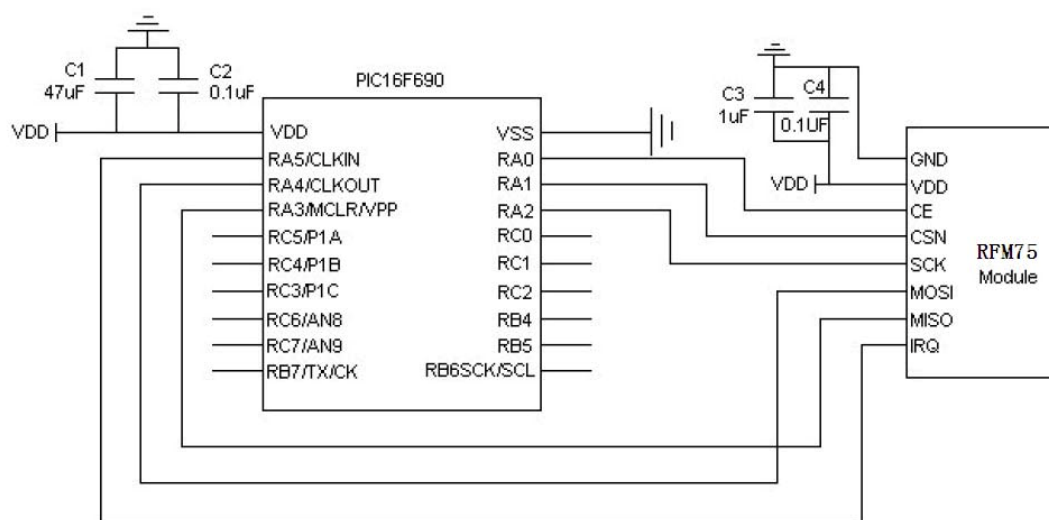 C1
47uF
C2
0.1uF
VDD
PIC16F690
VDD
RA5/CLKIN
RA4/CLKOUT
RA3/MCLR/VPP
RC5/P1A
RC4/P1B
RC3/P1C
RC6/AN8
RC7/AN9
RB7/TX/CK
VSS
RA0
RA1
RA2
RC0
RC1
RC2
RB4
RB5
RB6SCK/SCL
C3
1uF
C4
0.1UF
VDD
GND
VDD
CE
CSN
SCK
MOSI
MISO
IRQ
RFM75
Module